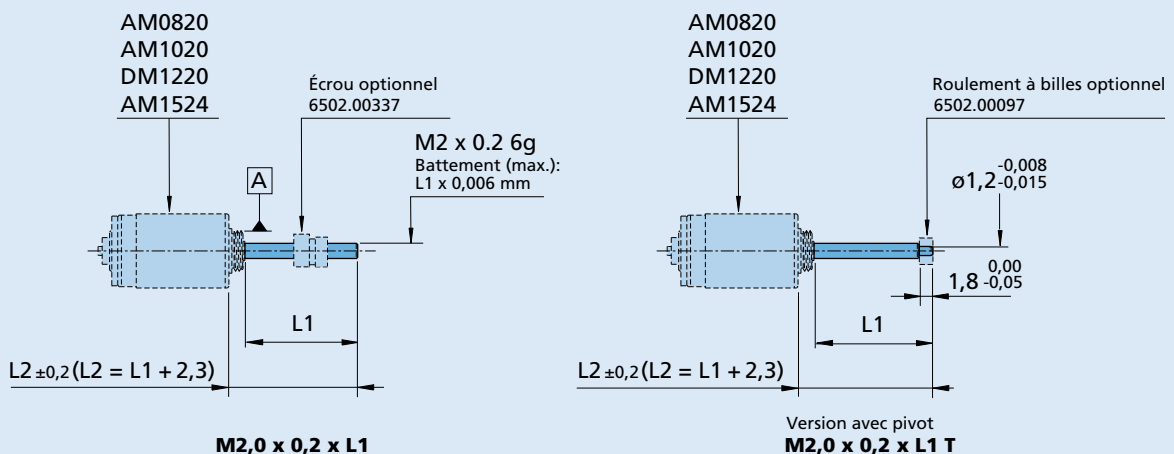 AM0820
AM1020
DM1220
AM1524
Écrou optionnel
6502.00337
M2 x 0.2 6g
Battement (max.):
L1 x 0,006 mm
A
L1
L2 ±0,2 (L2 = L1 + 2,3)
M2,0 x 0,2 x L1
AM0820
AM1020
DM1220
AM1524
Roulement à billes optionnel
6502.00097
ø1,2 -0,008 -0,015
1,8 0,00 -0,05
L1
L2 ±0,2 (L2 = L1 + 2,3)
Version avec pivot
M2,0 x 0,2 x L1 T